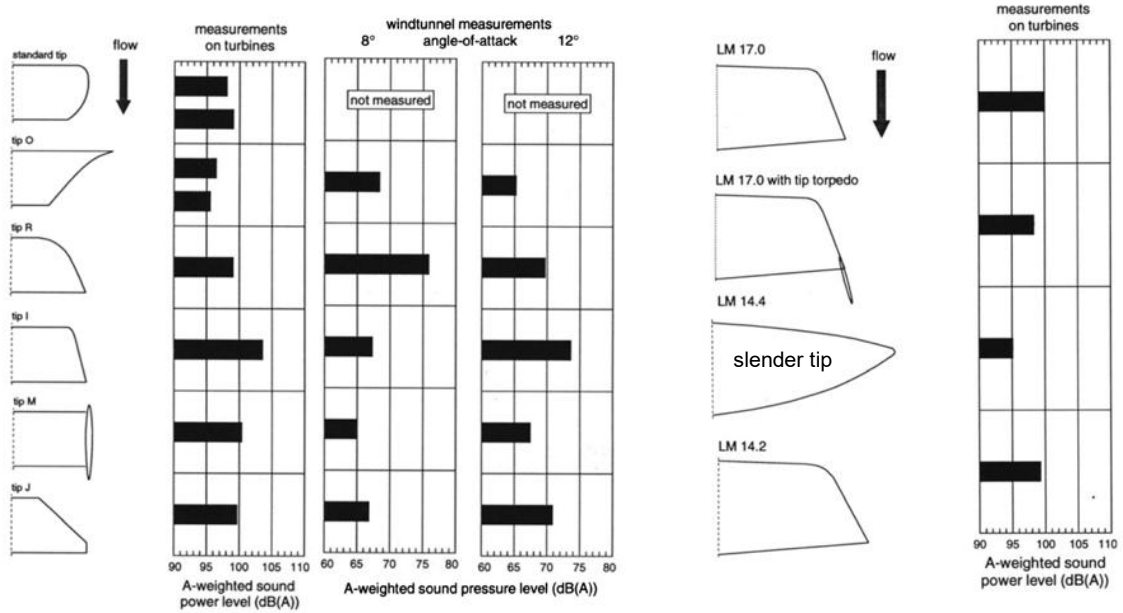 measurements
on turbines
windtunnel measurements
8° angle-of-attack 12°
flow
standard tip
not measured
not measured
tip O
tip R
tip I
tip M
tip J
90 95 100 105 110
60 65 70 75 80
60 65 70 75 80
A-weighted sound
power level (dB(A))
A-weighted sound pressure level (dB(A))
measurements
on turbines
LM 17.0
flow
LM 17.0 with tip torpedo
LM 14.4
slender tip
LM 14.2
90 95 100 105 110
A-weighted sound
power level (dB(A))